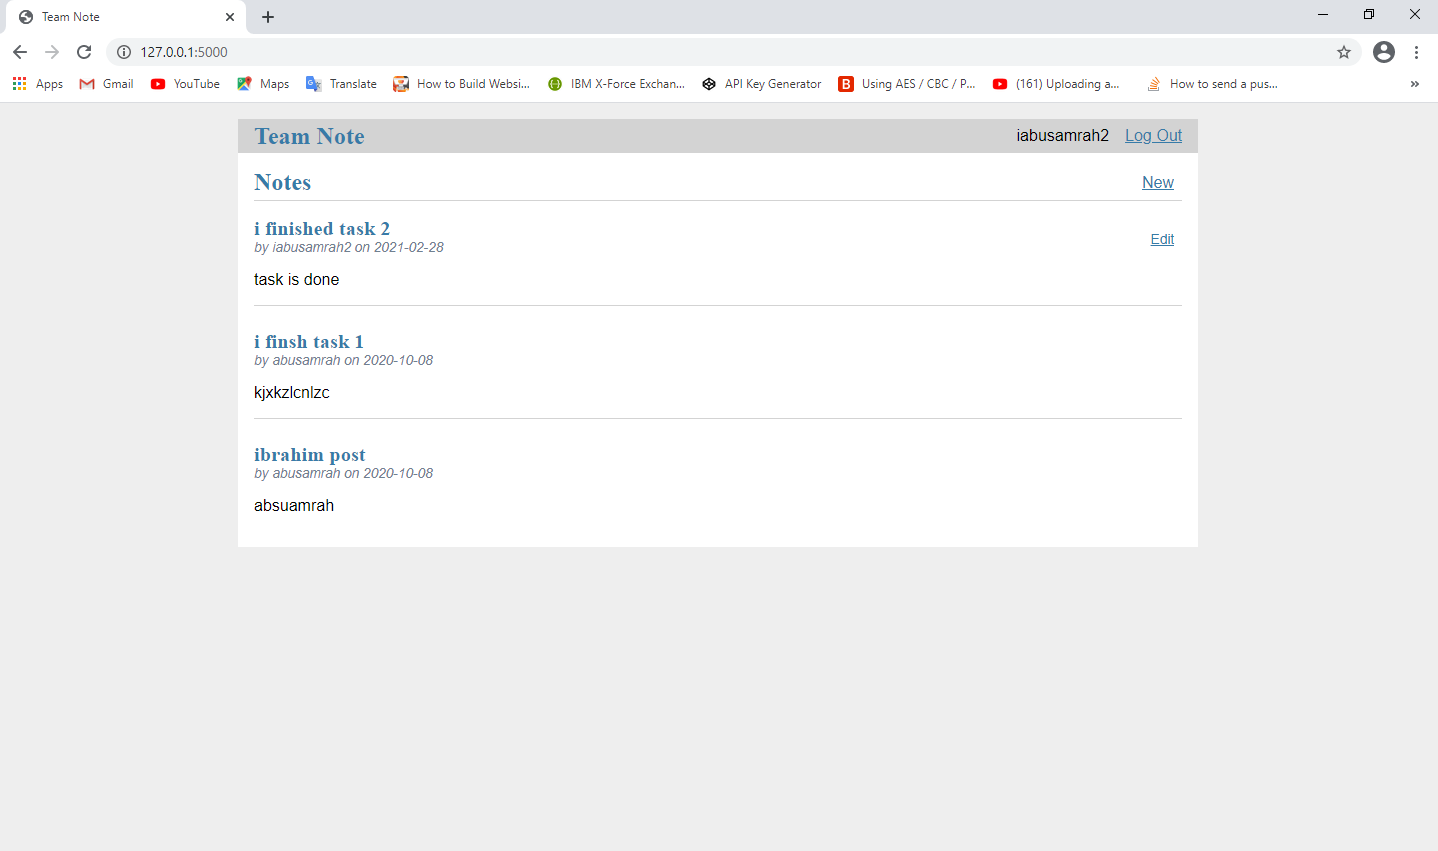 Team Note
127.0.0.1:5000
Apps Gmail YouTube Maps Translate How to Build Websi... IBM X-Force Exchan... API Key Generator Using AES / CBC / P... (161) Uploading a... How to send a pus... »
Team Note iabusamrah2 Log Out
Notes New
i finished task 2
by iabusamrah2 on 2021-02-28 Edit
task is done
i finsh task 1
by abusamrah on 2020-10-08
kjxkzlcnlzc
ibrahim post
by abusamrah on 2020-10-08
absuamrah